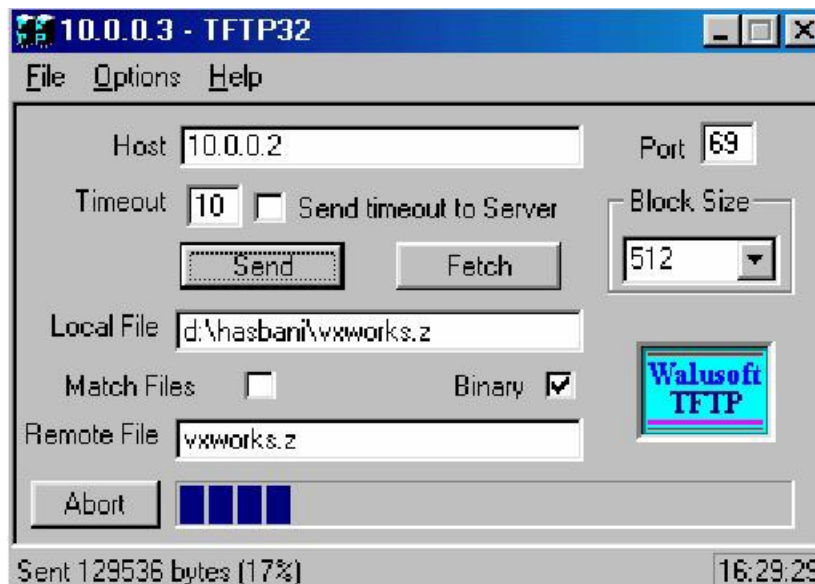 10.0.0.3 - TFTP32
File Options Help
Host 10.0.0.2 Port 69
Timeout 10 Send timeout to Server Block Size
Send Fetch 512
Local File d:\hasbani\vxworks.z
Match Files Binary
Walusoft
TFTP
Remote File vxworks.z
Abort
Sent 129536 bytes (17%) 16:29:29